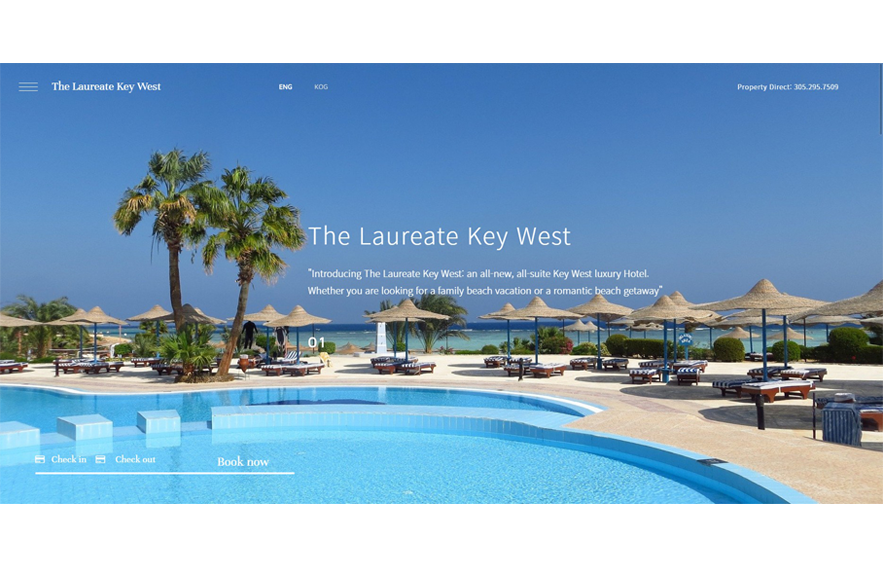 The Laureate Key West
ENG KOG
Property Direct: 305.295.7509
The Laureate Key West
"Introducing The Laureate Key West: an all-new, all-suite Key West luxury Hotel.
Whether you are looking for a family beach vacation or a romantic beach getaway"
01
Check in Check out Book now